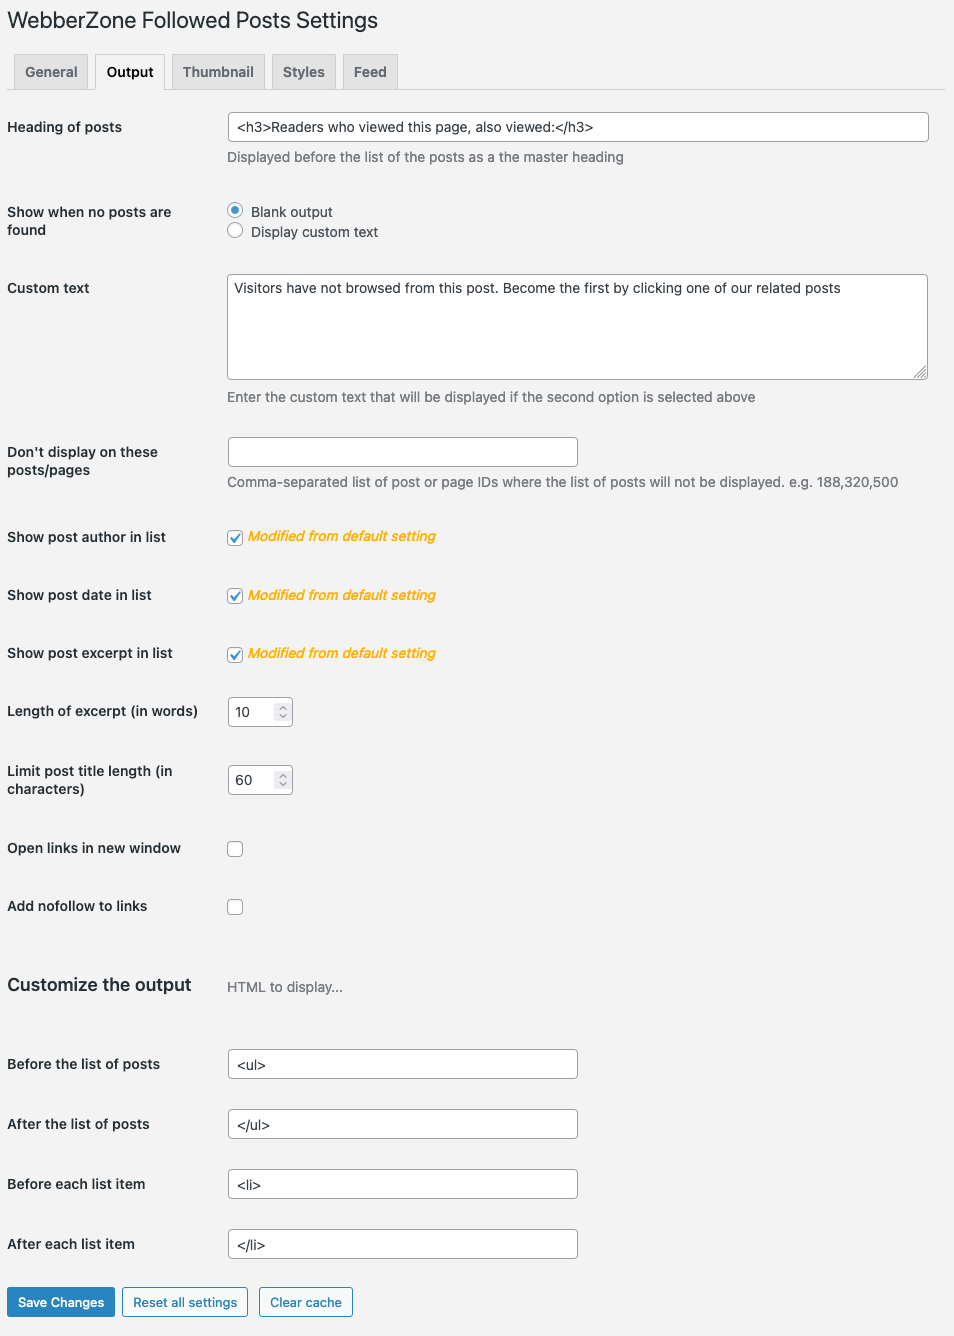 WebberZone Followed Posts Settings
General Output Thumbnail Styles Feed
Heading of posts
<h3>Readers who viewed this page, also viewed:</h3>
Displayed before the list of the posts as a the master heading
Show when no posts are
found
Blank output
Display custom text
Custom text
Visitors have not browsed from this post. Become the first by clicking one of our related posts
Enter the custom text that will be displayed if the second option is selected above
Don't display on these
posts/pages
Comma-separated list of post or page IDs where the list of posts will not be displayed. e.g. 188,320,500
Show post author in list
Modified from default setting
Show post date in list
Modified from default setting
Show post excerpt in list
Modified from default setting
Length of excerpt (in words)
10
Limit post title length (in
characters)
60
Open links in new window
Add nofollow to links
Customize the output
HTML to display...
Before the list of posts
<ul>
After the list of posts
</ul>
Before each list item
<li>
After each list item
</li>
Save Changes Reset all settings Clear cache